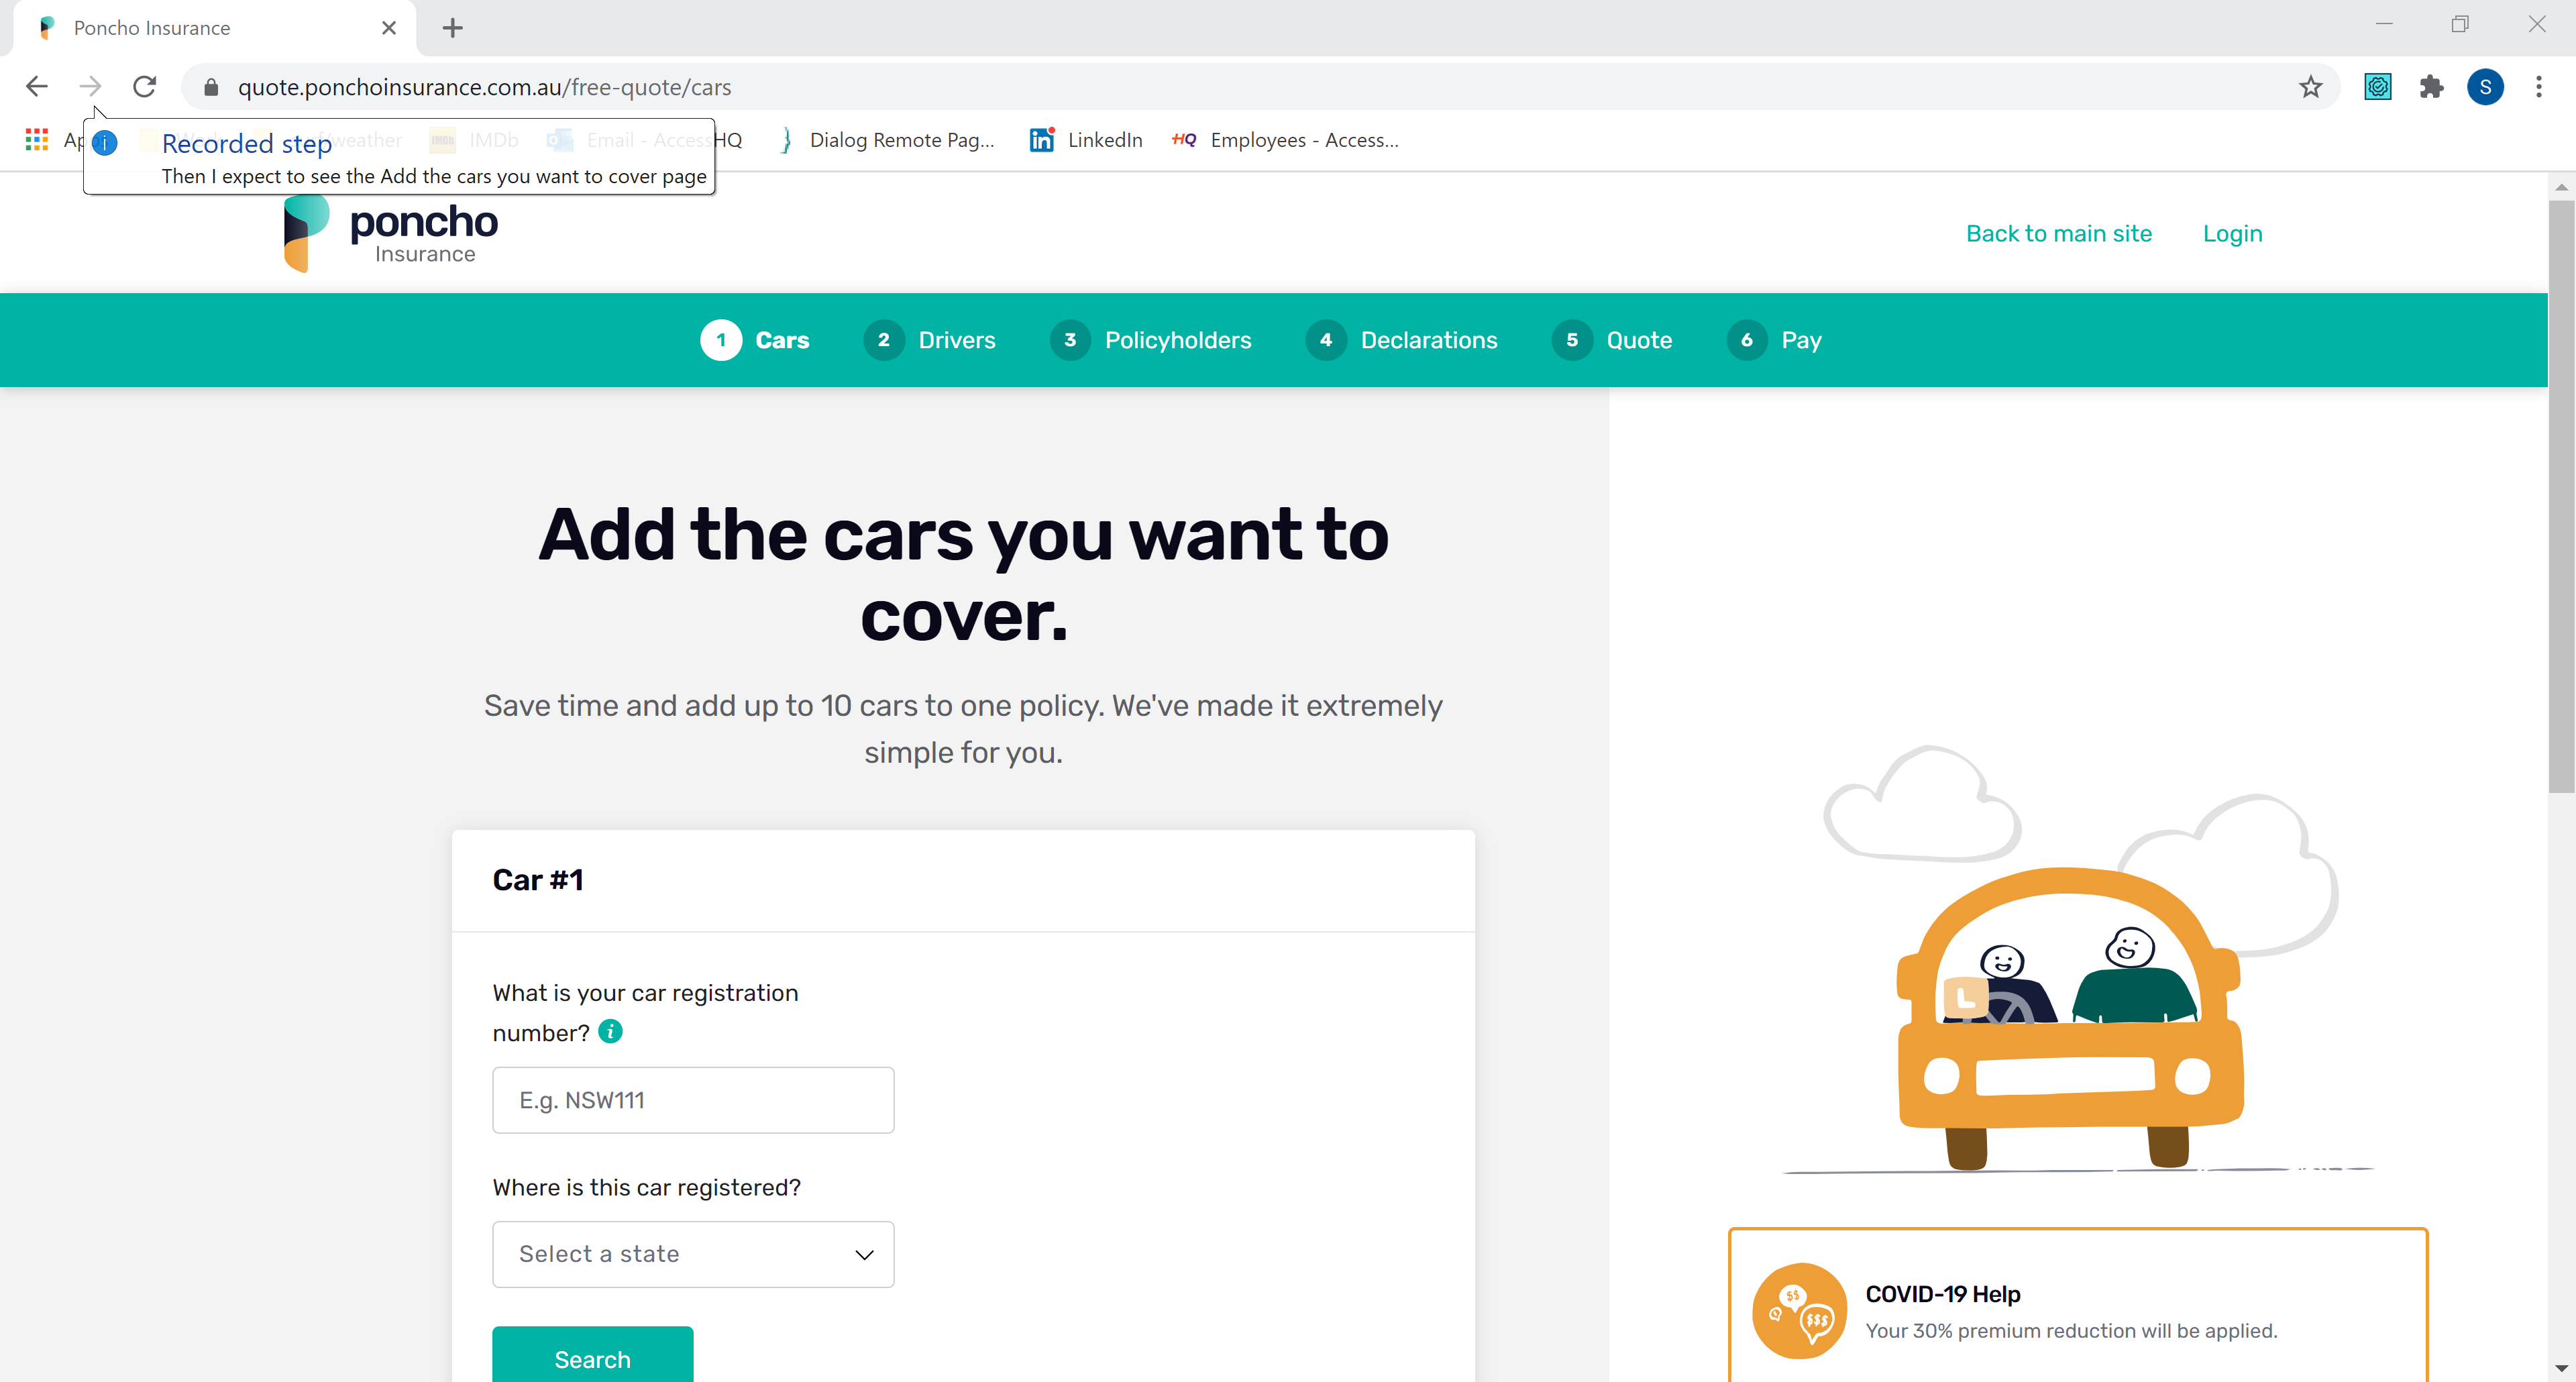 Poncho Insurance
quote.ponchoinsurance.com.au/free-quote/cars
S
weather IMDb Email - AccessHQ Dialog Remote Pag... LinkedIn HQ Employees - Access...
Recorded step
Then I expect to see the Add the cars you want to cover page
poncho
Insurance
Back to main site Login
1 Cars 2 Drivers 3 Policyholders 4 Declarations 5 Quote 6 Pay
Add the cars you want to
cover.
Save time and add up to 10 cars to one policy. We've made it extremely
simple for you.
Car #1
What is your car registration
number?
E.g. NSW111
Where is this car registered?
Select a state
Search
L
$$
$$$
COVID-19 Help
Your 30% premium reduction will be applied.